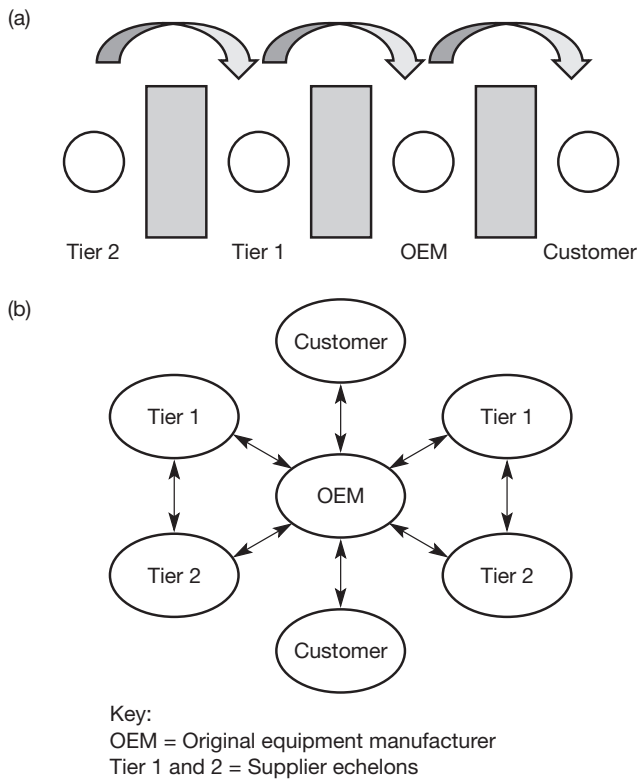 (a)
Tier 2 Tier 1 OEM Customer
(b)
Customer
Tier 1 Tier 1
OEM
Tier 2 Tier 2
Customer
Key:
OEM = Original equipment manufacturer
Tier 1 and 2 = Supplier echelons